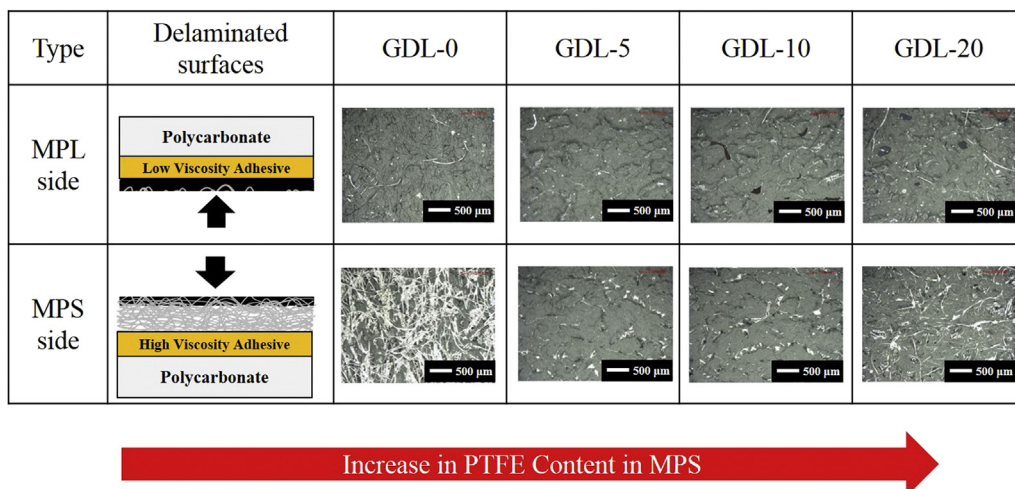 Type
Delaminated
surfaces
GDL-0
GDL-5
GDL-10
GDL-20
MPL
side
Polycarbonate
Low Viscosity Adhesive
500 μm
500 μm
500 μm
500 μm
MPS
side
High Viscosity Adhesive
Polycarbonate
500 μm
500 μm
500 μm
500 μm
Increase in PTFE Content in MPS